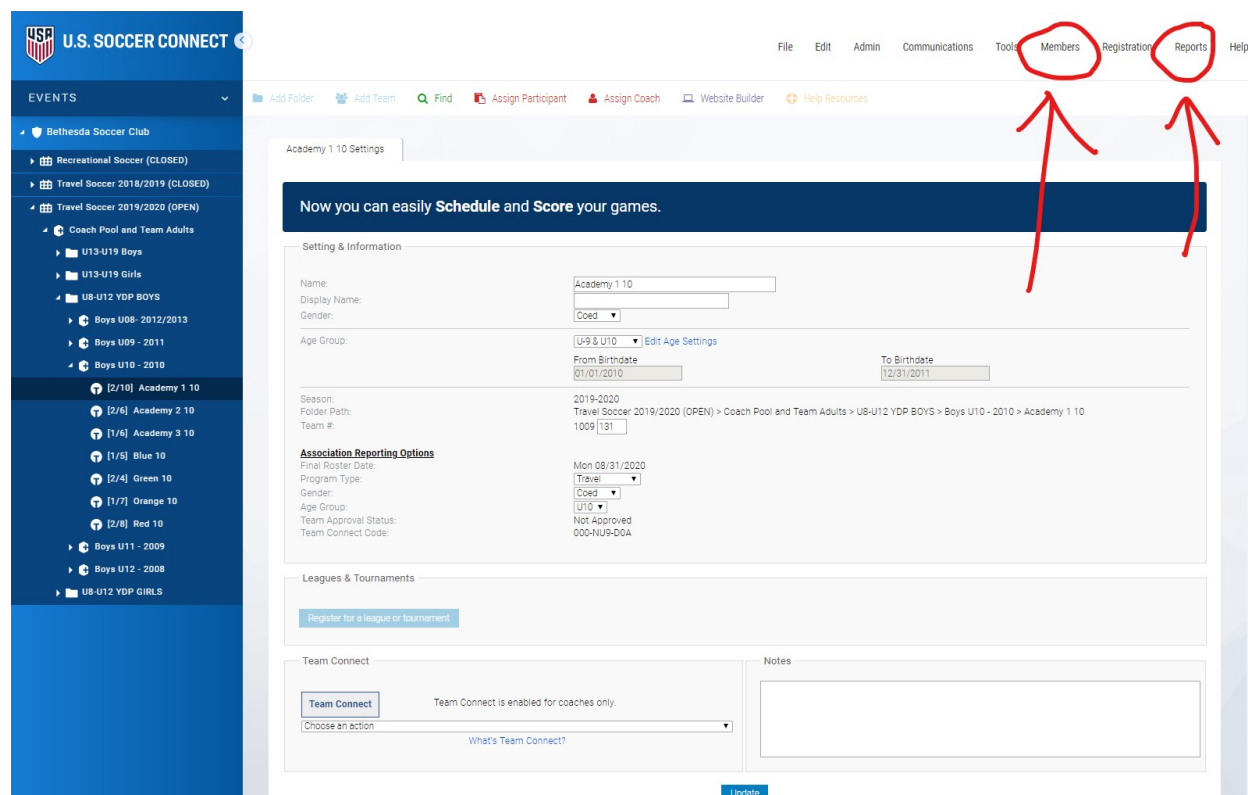 U.S. SOCCER CONNECT
File Edit Admin Communications Tools Members Registration Reports Help
EVENTS
Add Folder Add Team Find Assign Participant Assign Coach Website Builder Help Resources
Bethesda Soccer Club
Recreational Soccer (CLOSED)
Travel Soccer 2018/2019 (CLOSED)
Travel Soccer 2019/2020 (OPEN)
Coach Pool and Team Adults
U13-U19 Boys
U13-U19 Girls
U8-U12 YDP BOYS
Boys U08- 2012/2013
Boys U09 - 2011
Boys U10 - 2010
[2/10] Academy 1 10
[2/6] Academy 2 10
[1/6] Academy 3 10
[1/5] Blue 10
[2/4] Green 10
[1/7] Orange 10
[2/8] Red 10
Boys U11 - 2009
Boys U12 - 2008
U8-U12 YDP GIRLS
Academy 1 10 Settings
Now you can easily Schedule and Score your games.
Setting & Information
Name: Academy 1 10
Display Name:
Gender: Coed
Age Group: U-9 & U10 Edit Age Settings
From Birthdate To Birthdate
01/01/2010 12/31/2011
Season: 2019-2020
Folder Path: Travel Soccer 2019/2020 (OPEN) > Coach Pool and Team Adults > U8-U12 YDP BOYS > Boys U10 - 2010 > Academy 1 10
Team #: 1009 131
Association Reporting Options
Final Roster Date: Mon 08/31/2020
Program Type: Travel
Gender: Coed
Age Group: U10
Team Approval Status: Not Approved
Team Connect Code: 000-NU9-D0A
Leagues & Tournaments
Register for a league or tournament
Team Connect
Team Connect Team Connect is enabled for coaches only.
Choose an action
What's Team Connect?
Notes
Update